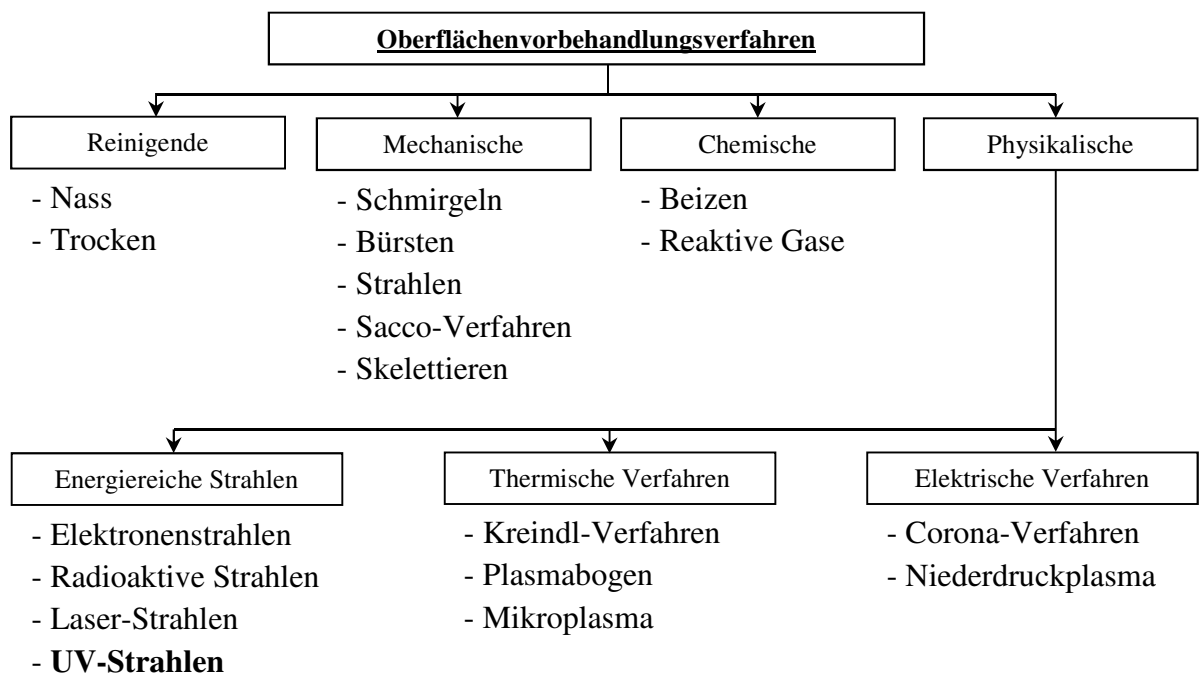 Oberflächenvorbehandlungsverfahren
Reinigende
- Nass
- Trocken
Mechanische
- Schmirgeln
- Bürsten
- Strahlen
- Sacco-Verfahren
- Skelettieren
Chemische
- Beizen
- Reaktive Gase
Physikalische
Energiereiche Strahlen
- Elektronenstrahlen
- Radioaktive Strahlen
- Laser-Strahlen
- UV-Strahlen
Thermische Verfahren
- Kreindl-Verfahren
- Plasmabogen
- Mikroplasma
Elektrische Verfahren
- Corona-Verfahren
- Niederdruckplasma